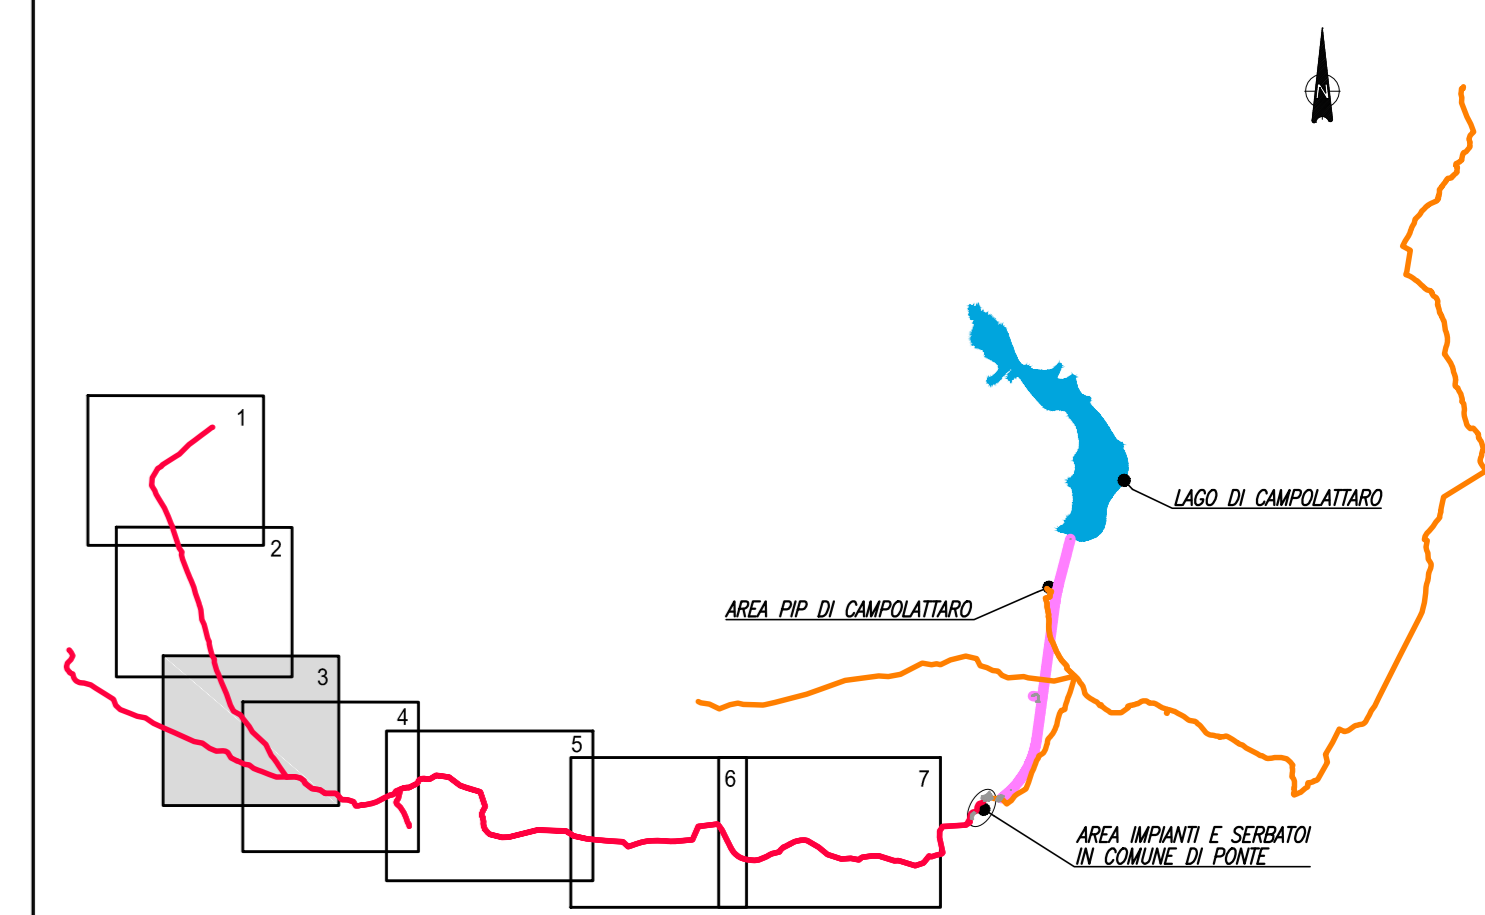 N
1
2
3
4
5
6
7
LAGO DI CAMPOLATTARO
AREA PIP DI CAMPOLATTARO
AREA IMPIANTI E SERBATOI
IN COMUNE DI PONTE